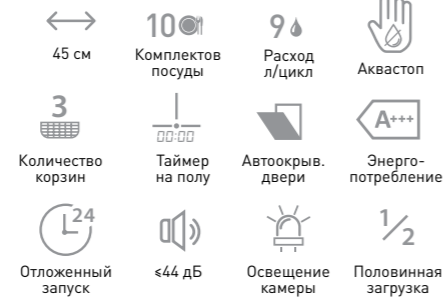 10
9
45 см
Комплектов
посуды
Расход
л/цикл
Аквастоп
3
00:00
A+++
Количество
корзин
Таймер
на полу
Автоокрыв.
двери
Энерго-
потребление
24
1/2
Отложенный
запуск
≤44 дБ
Освещение
камеры
Половинная
загрузка